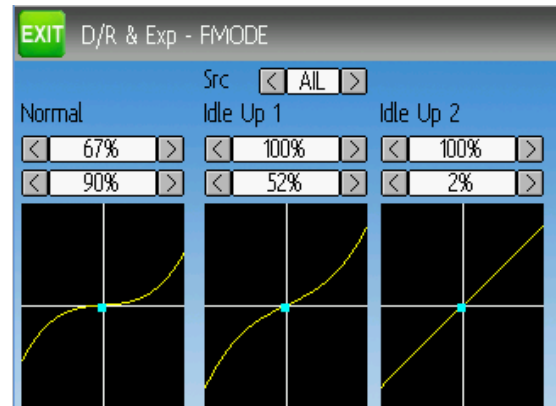 EXIT D/R & Exp - FMODE
Src < AIL >
Normal Idle Up 1 Idle Up 2
< 67% > < 100% > < 100% >
< 90% > < 52% > < 2% >